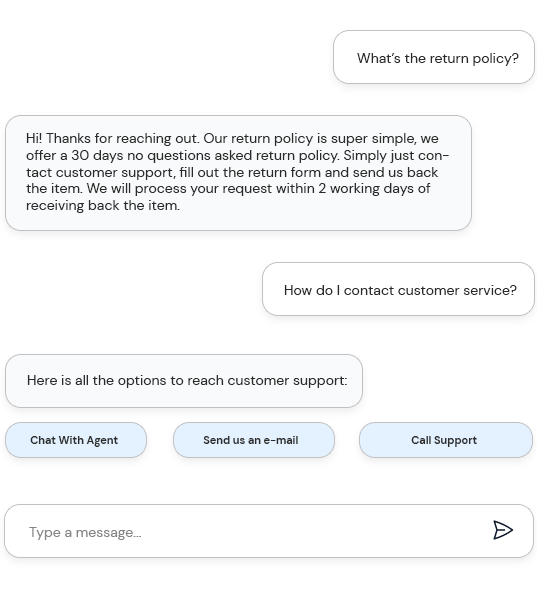 What’s the return policy?
Hi! Thanks for reaching out. Our return policy is super simple, we
offer a 30 days no questions asked return policy. Simply just con-
tact customer support, fill out the return form and send us back
the item. We will process your request within 2 working days of
receiving back the item.
How do I contact customer service?
Here is all the options to reach customer support:
Chat With Agent
Send us an e-mail
Call Support
Type a message...